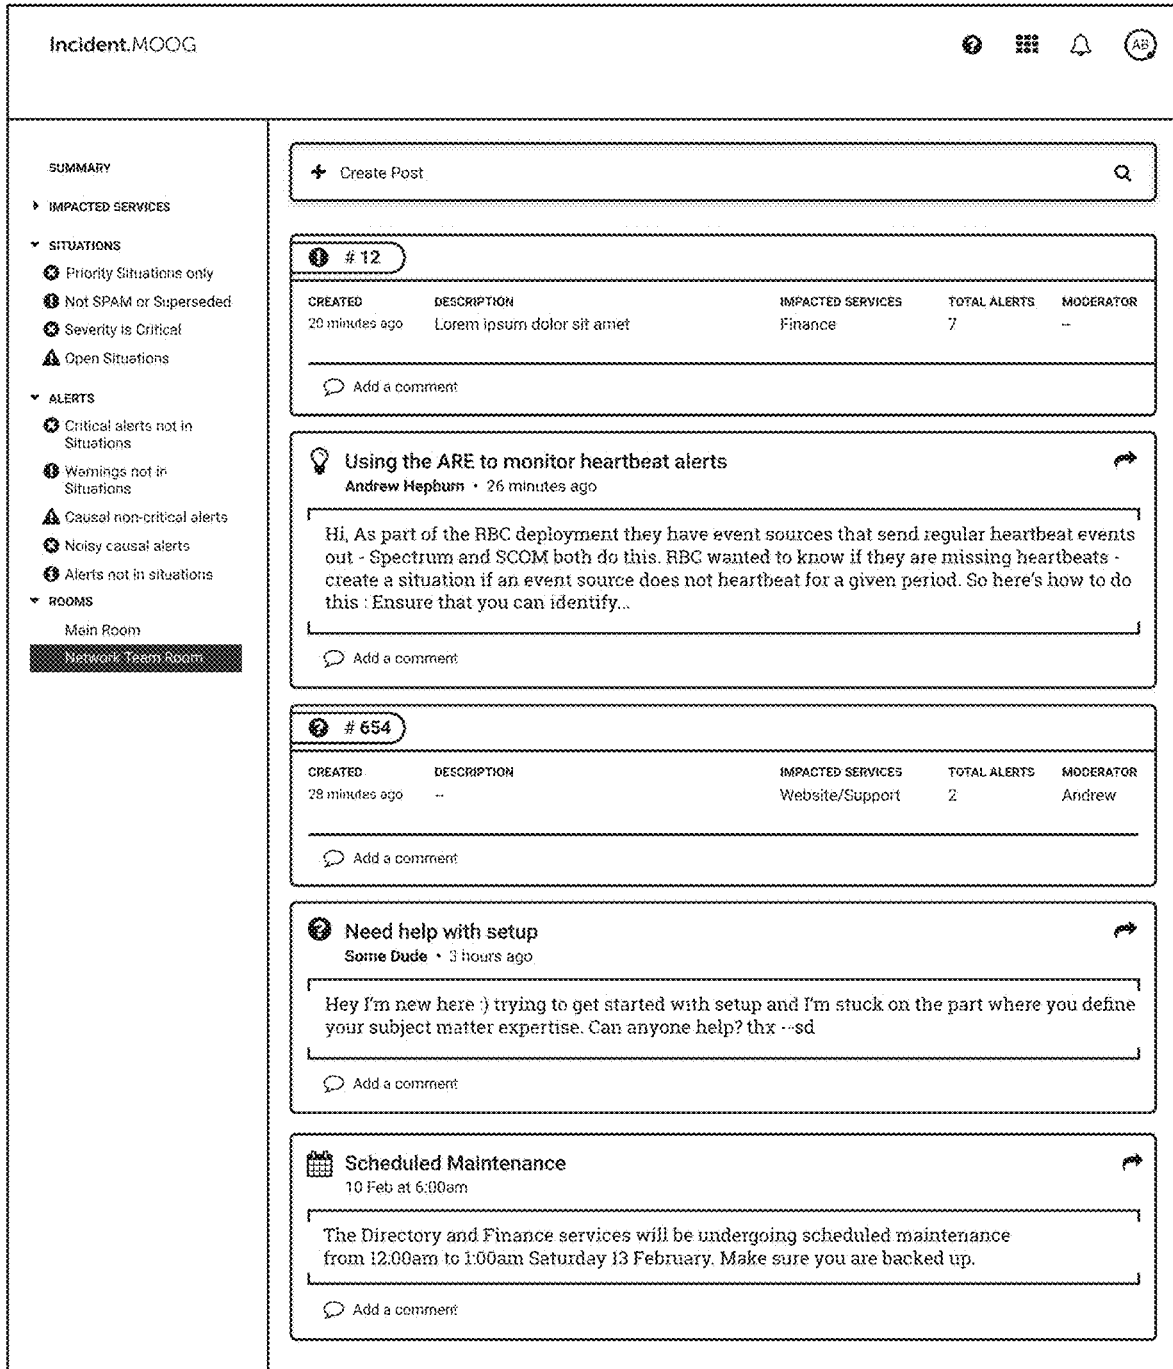 Incident.MOOG
AB
SUMMARY
IMPACTED SERVICES
SITUATIONS
Priority Situations only
Not SPAM or Superseded
Severity is Critical
Open Situations
ALERTS
Critical alerts not in
Situations
Warnings not in
Situations
Causal non-critical alerts
Noisy causal alerts
Alerts not in situations
ROOMS
Main Room
Network Team Room
Create Post
# 12
CREATED DESCRIPTION IMPACTED SERVICES TOTAL ALERTS MODERATOR
20 minutes ago Lorem ipsum dolor sit amet Finance 7 --
Add a comment
Using the ARE to monitor heartbeat alerts
Andrew Hepburn • 26 minutes ago
Hi, As part of the RBC deployment they have event sources that send regular heartbeat events
out - Spectrum and SCOM both do this. RBC wanted to know if they are missing heartbeats -
create a situation if an event source does not heartbeat for a given period. So here's how to do
this : Ensure that you can identify...
Add a comment
# 654
CREATED DESCRIPTION IMPACTED SERVICES TOTAL ALERTS MODERATOR
28 minutes ago -- Website/Support 2 Andrew
Add a comment
Need help with setup
Some Dude • 3 hours ago
Hey I'm new here :) trying to get started with setup and I'm stuck on the part where you define
your subject matter expertise. Can anyone help? thx --sd
Add a comment
Scheduled Maintenance
10 Feb at 6:00am
The Directory and Finance services will be undergoing scheduled maintenance
from 12:00am to 1:00am Saturday 13 February. Make sure you are backed up.
Add a comment